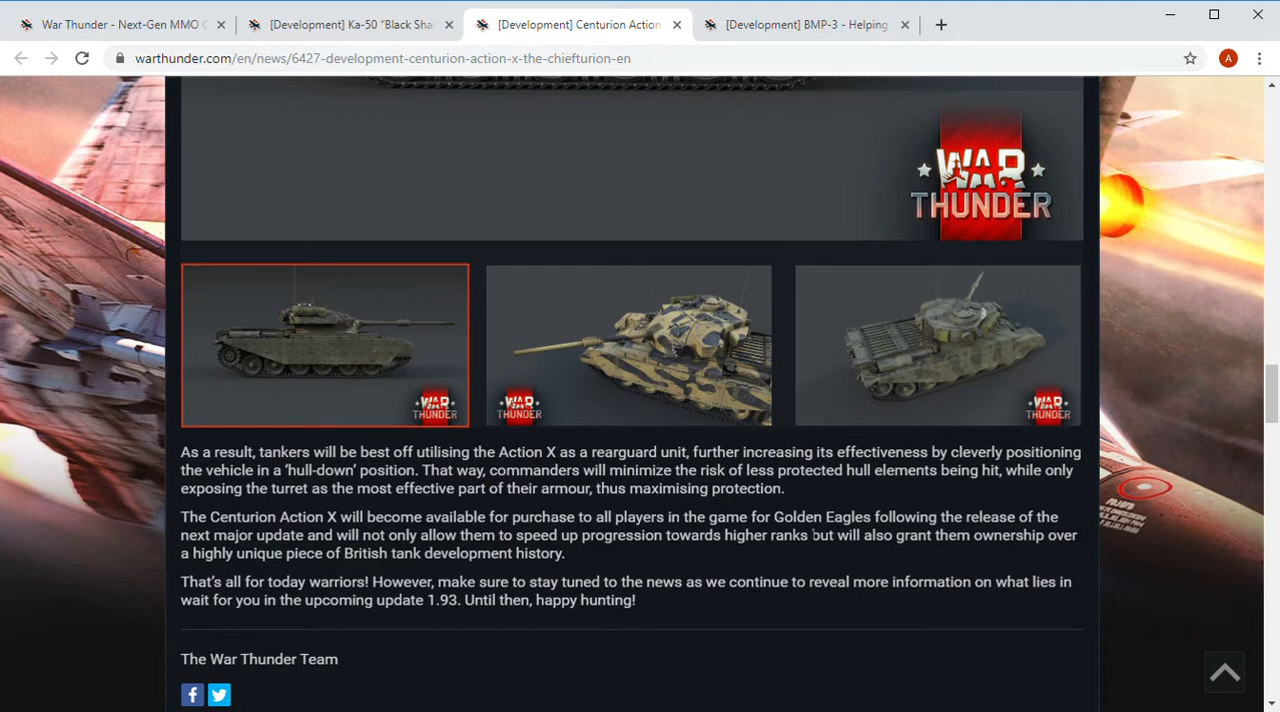 War Thunder - Next-Gen MMO C
[Development] Ka-50 "Black Shar
[Development] Centurion Action
[Development] BMP-3 - Helping
warthunder.com/en/news/6427-development-centurion-action-x-the-chiefturion-en
A
WAR
THUNDER
WAR
THUNDER
WAR
THUNDER
WAR
THUNDER
As a result, tankers will be best off utilising the Action X as a rearguard unit, further increasing its effectiveness by cleverly positioning
the vehicle in a ‘hull-down’ position. That way, commanders will minimize the risk of less protected hull elements being hit, while only
exposing the turret as the most effective part of their armour, thus maximising protection.
The Centurion Action X will become available for purchase to all players in the game for Golden Eagles following the release of the
next major update and will not only allow them to speed up progression towards higher ranks but will also grant them ownership over
a highly unique piece of British tank development history.
That’s all for today warriors! However, make sure to stay tuned to the news as we continue to reveal more information on what lies in
wait for you in the upcoming update 1.93. Until then, happy hunting!
The War Thunder Team